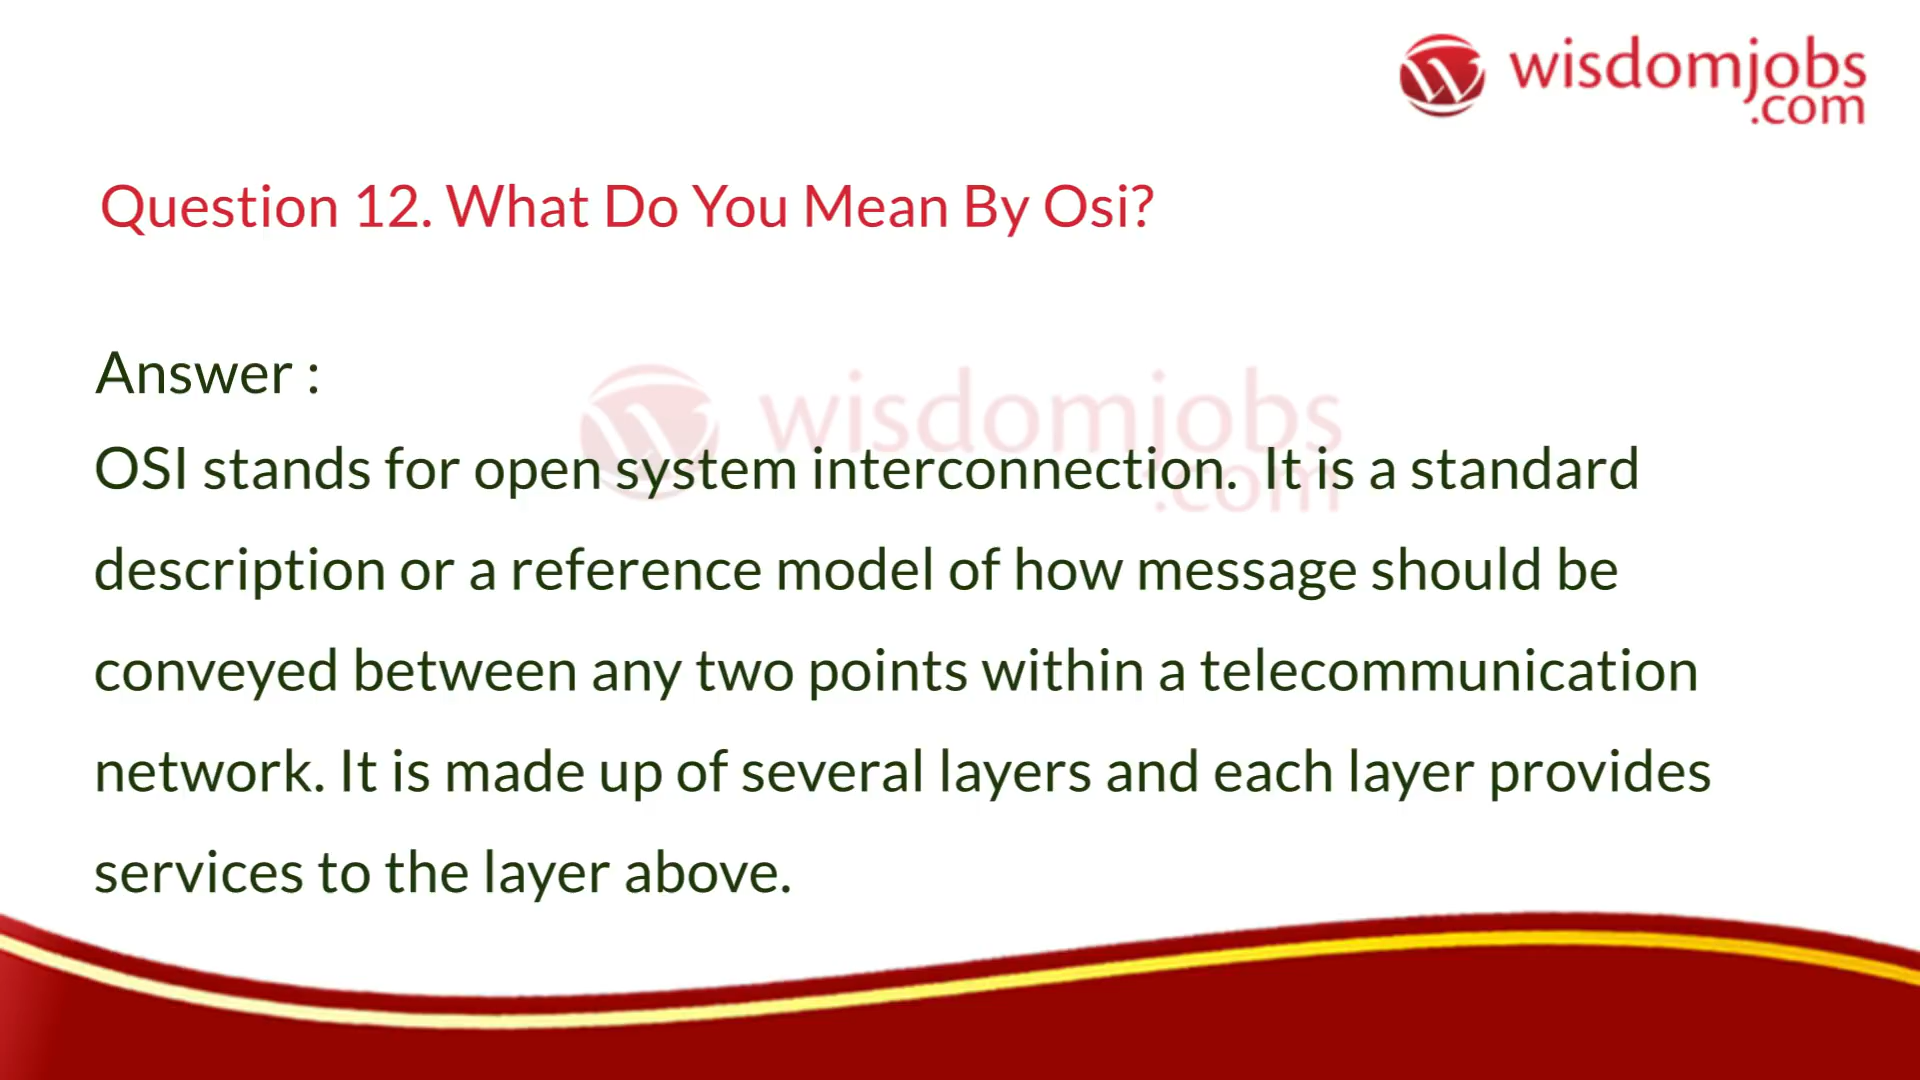 wisdomjobs
.com
Question 12. What Do You Mean By Osi?
Answer :
wisdomjobs
.com
OSI stands for open system interconnection.  It is a standard
description or a reference model of how message should be
conveyed between any two points within a telecommunication
network. It is made up of several layers and each layer provides
services to the layer above.